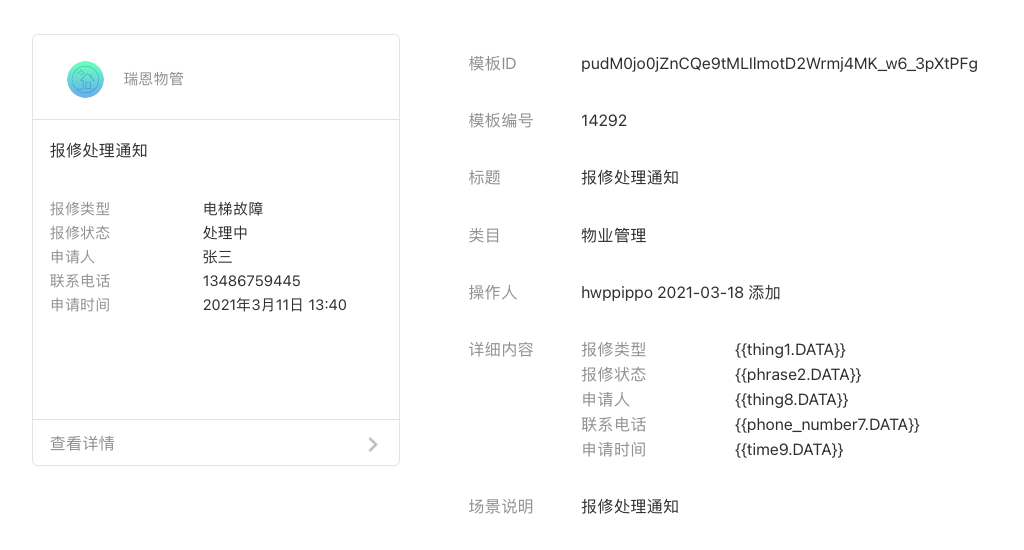 瑞恩物管
报修处理通知
报修类型 电梯故障
报修状态 处理中
申请人 张三
联系电话 13486759445
申请时间 2021年3月11日 13:40
查看详情
模板ID pudM0jo0jZnCQe9tMLIlmotD2Wrmj4MK_w6_3pXtPFg
模板编号 14292
标题 报修处理通知
类目 物业管理
操作人 hwppippo 2021-03-18 添加
详细内容 报修类型 {{thing1.DATA}}
报修状态 {{phrase2.DATA}}
申请人 {{thing8.DATA}}
联系电话 {{phone_number7.DATA}}
申请时间 {{time9.DATA}}
场景说明 报修处理通知